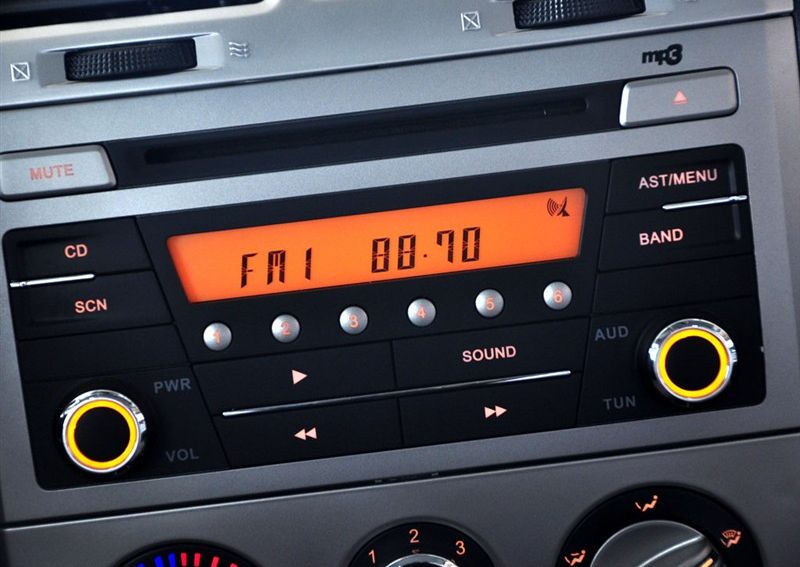 mp3
MUTE
AST/MENU
CD
FM1 88.70
BAND
SCN
1 2 3 4 5 6
SOUND
AUD
PWR
TUN
VOL
1 2 3